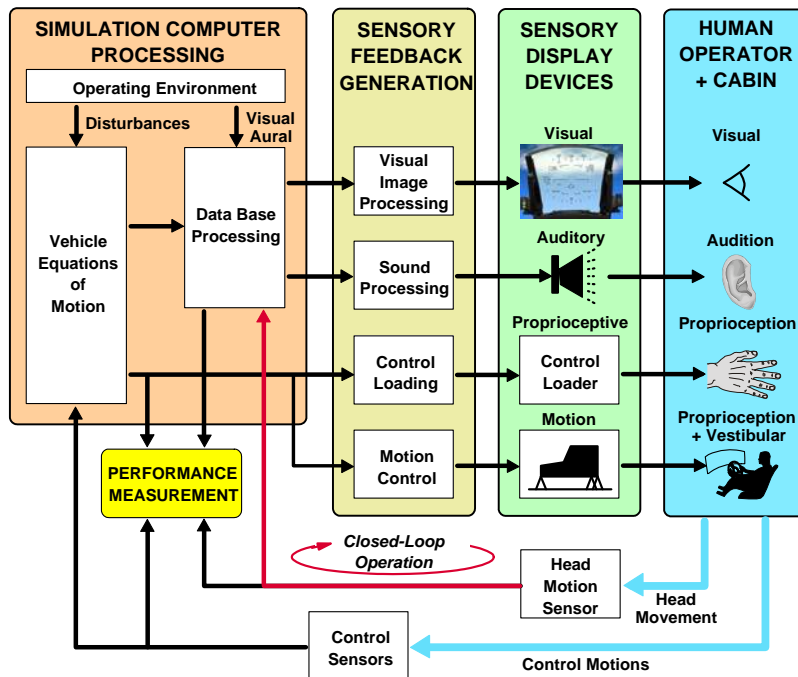 SIMULATION COMPUTER
PROCESSING
Operating Environment
Disturbances
Visual
Aural
Vehicle
Equations
of
Motion
Data Base
Processing
PERFORMANCE
MEASUREMENT
SENSORY
FEEDBACK
GENERATION
Visual
Image
Processing
Sound
Processing
Control
Loading
Motion
Control
SENSORY
DISPLAY
DEVICES
Visual
Auditory
Proprioceptive
Control
Loader
Motion
HUMAN
OPERATOR
+ CABIN
Visual
Audition
Proprioception
Proprioception
+ Vestibular
Closed-Loop
Operation
Head
Motion
Sensor
Head
Movement
Control
Sensors
Control Motions